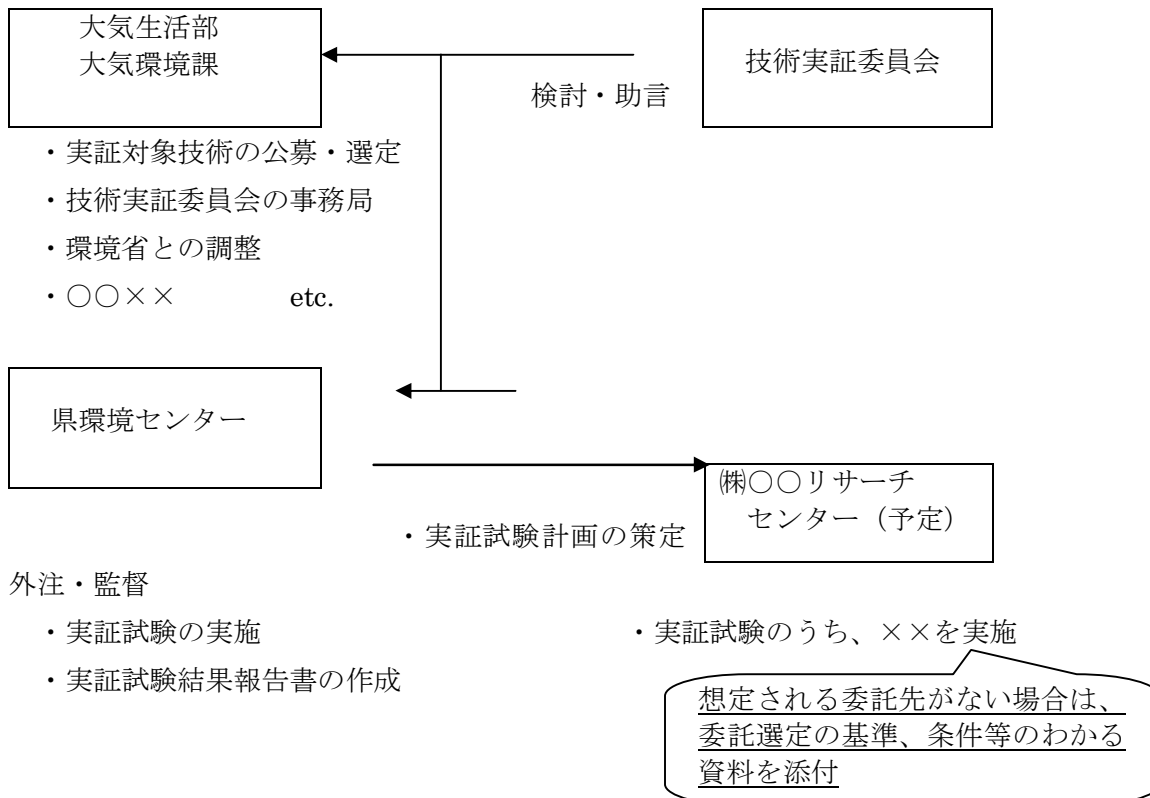 大気生活部
大気環境課
技術実証委員会
検討・助言
・実証対象技術の公募・選定
・技術実証委員会の事務局
・環境省との調整
・○○×× etc.
県環境センター
㈱○○リサーチ
センター（予定）
・実証試験計画の策定
外注・監督
・実証試験の実施
・実証試験のうち、××を実施
・実証試験結果報告書の作成
想定される委託先がない場合は、
委託選定の基準、条件等のわかる
資料を添付